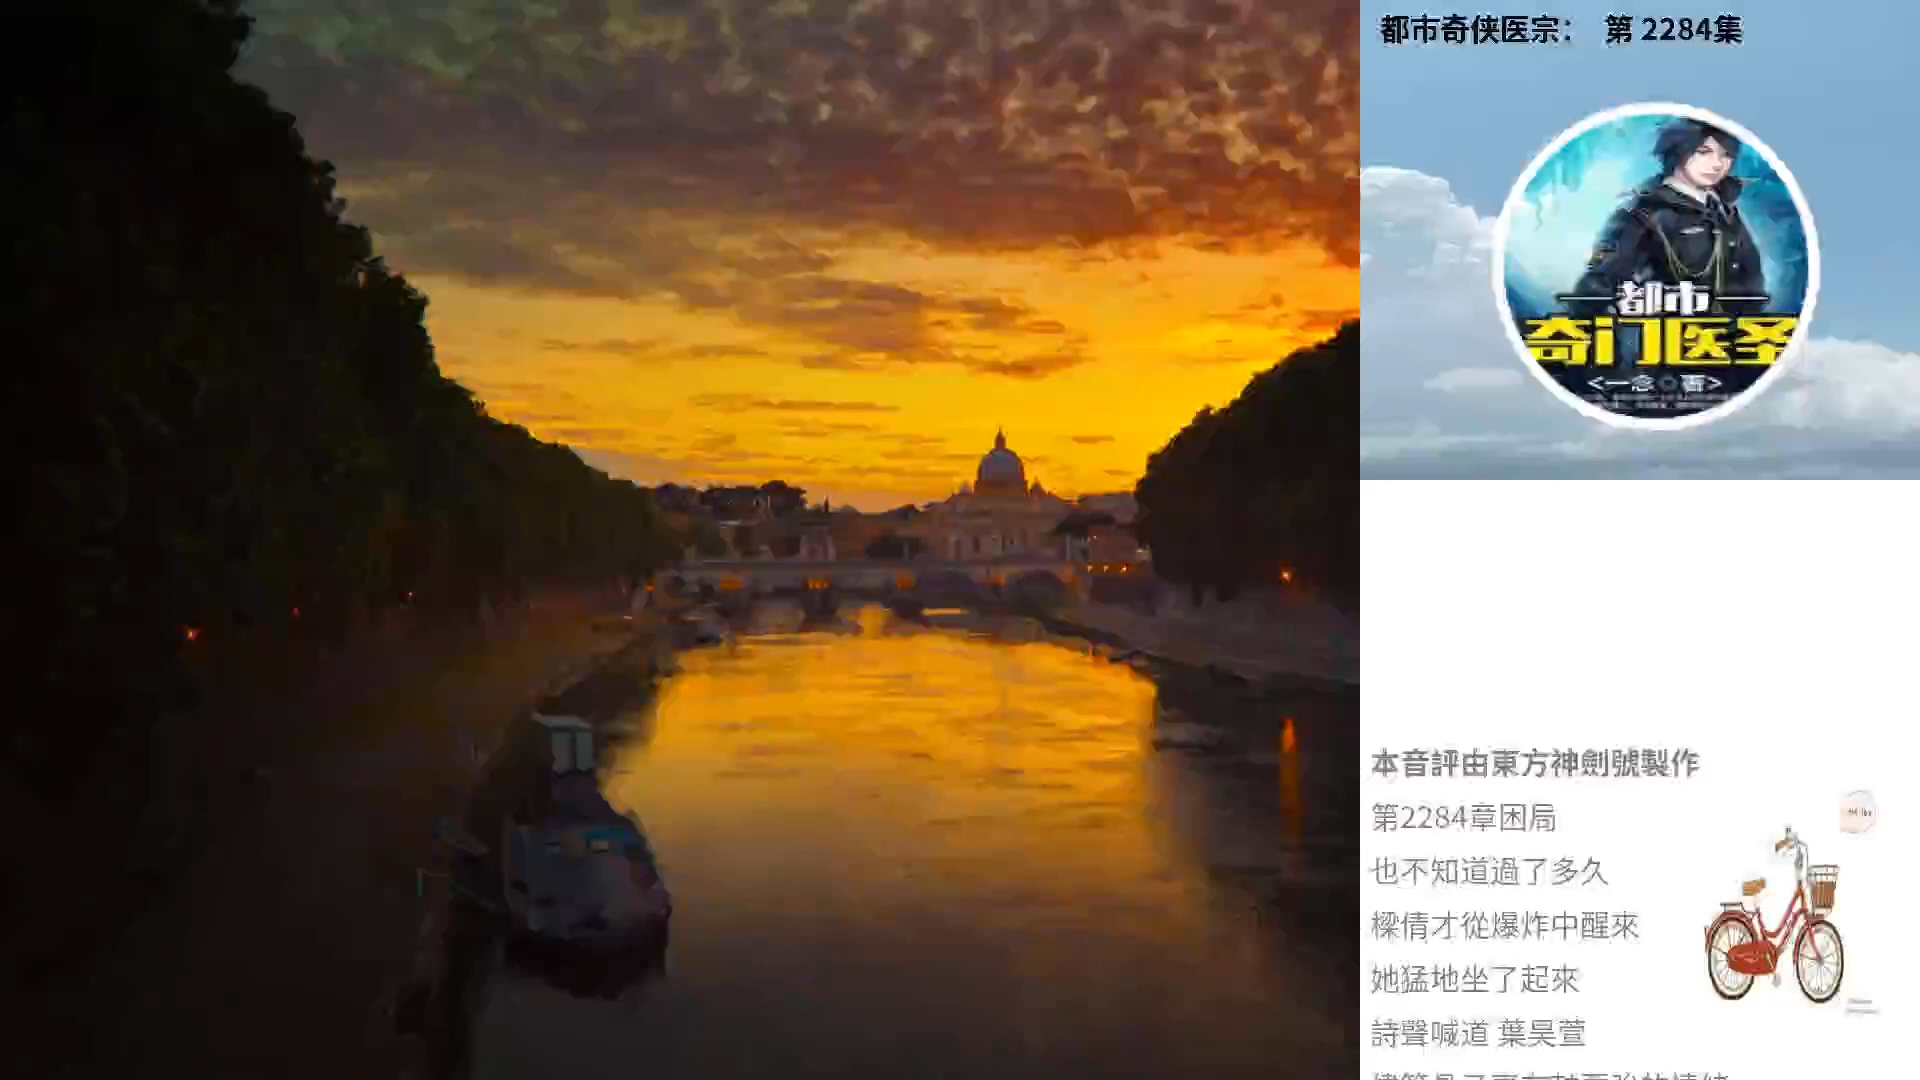 都市奇侠医宗： 第 2284集
都市
奇门医圣
本音評由東方神劍號製作
第2284章困局
也不知道過了多久
樑倩才從爆炸中醒來
她猛地坐了起來
詩聲喊道 葉昊萱